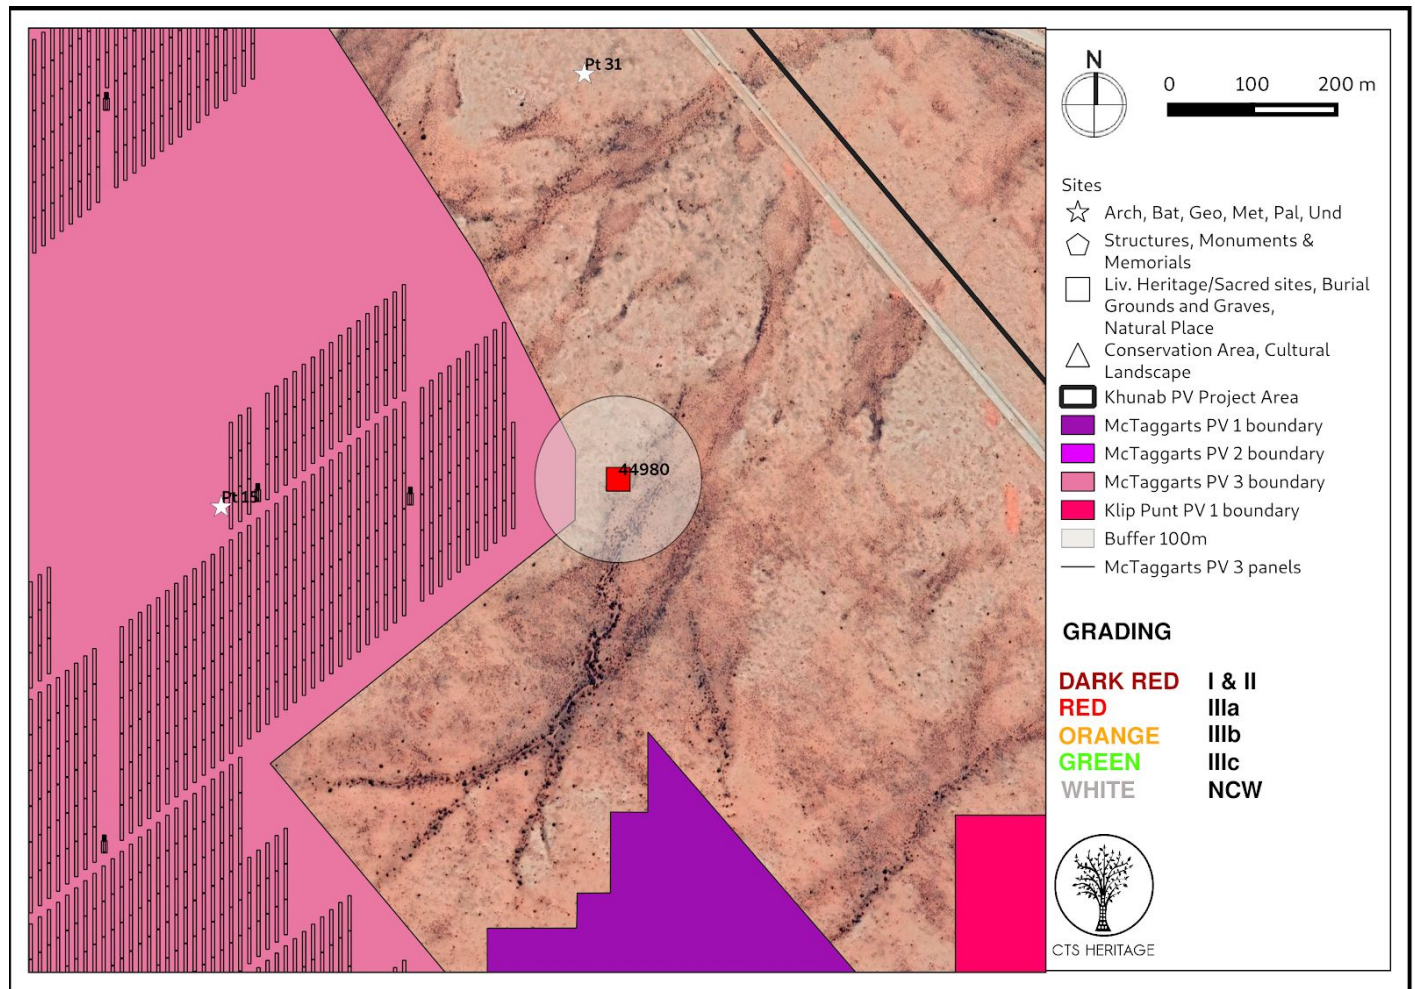 Pt 31
44980
Pt 15
N
0 100 200 m
Sites
Arch, Bat, Geo, Met, Pal, Und
Structures, Monuments &
Memorials
Liv. Heritage/Sacred sites, Burial
Grounds and Graves,
Natural Place
Conservation Area, Cultural
Landscape
Khunab PV Project Area
McTaggarts PV 1 boundary
McTaggarts PV 2 boundary
McTaggarts PV 3 boundary
Klip Punt PV 1 boundary
Buffer 100m
McTaggarts PV 3 panels
GRADING
DARK RED I & II
RED IIIa
ORANGE IIIb
GREEN IIIc
WHITE NCW
CTS HERITAGE